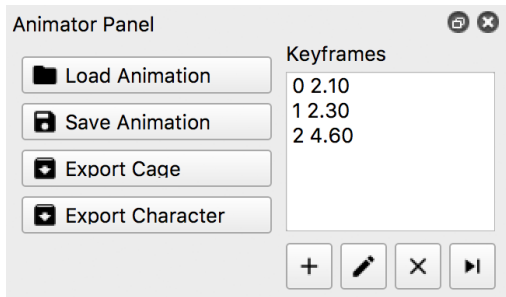 Animator Panel
Load Animation
Save Animation
Export Cage
Export Character
Keyframes
0 2.10
1 2.30
2 4.60